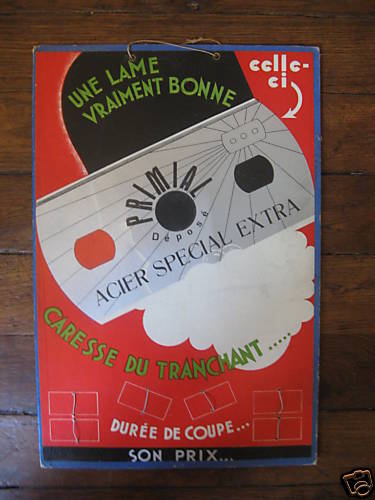 UNE LAME
VRAIMENT BONNE
celle-
ci
PRIMIAL
Déposé
ACIER SPECIAL EXTRA
CARESSE DU TRANCHANT.....
DURÉE DE COUPE...
SON PRIX...